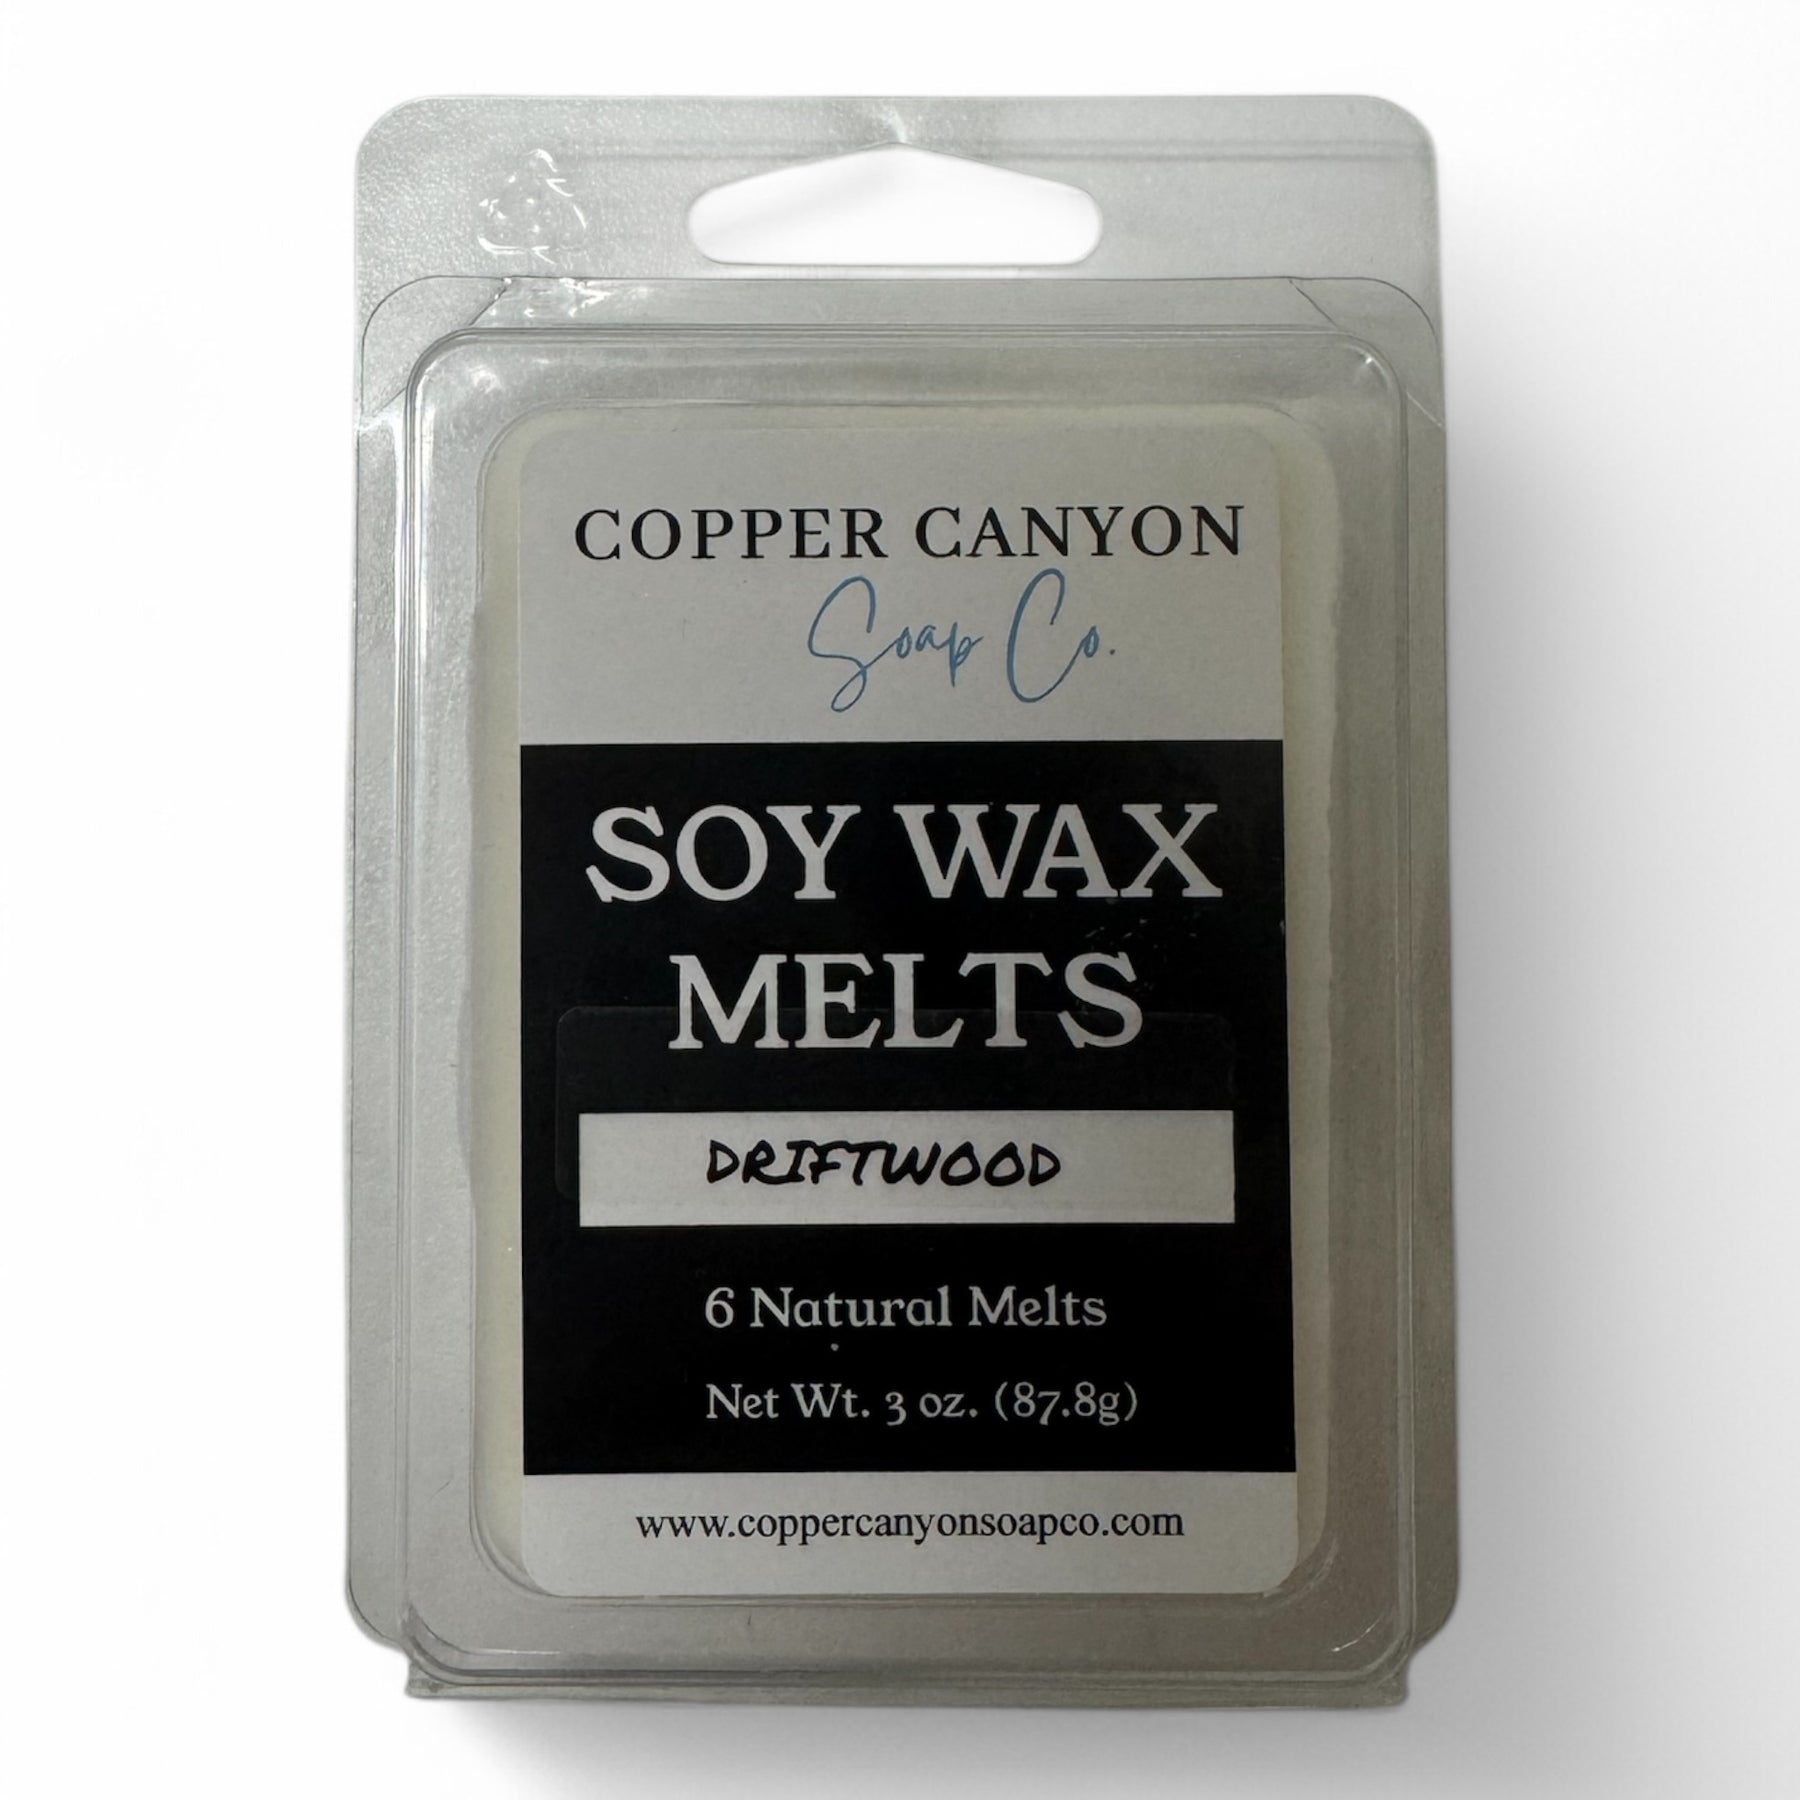 COPPER CANYON
Soap Co.
SOY WAX
MELTS
DRIFTWOOD
6 Natural Melts
Net Wt. 3 oz. (87.8g)
www.coppercanyonsoapco.com